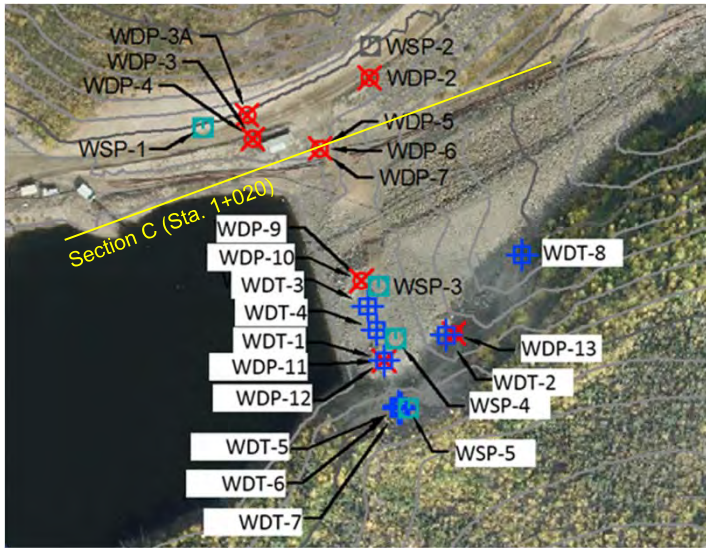 WDP-3A
WDP-3
WDP-4
WSP-2
WDP-2
WSP-1
WDP-5
WDP-6
WDP-7
Section C (Sta. 1+020)
WDP-9
WDP-10
WDT-3
WDT-4
WDT-1
WDP-11
WDP-12
WSP-3
WDT-8
WDP-13
WDT-2
WSP-4
WSP-5
WDT-5
WDT-6
WDT-7